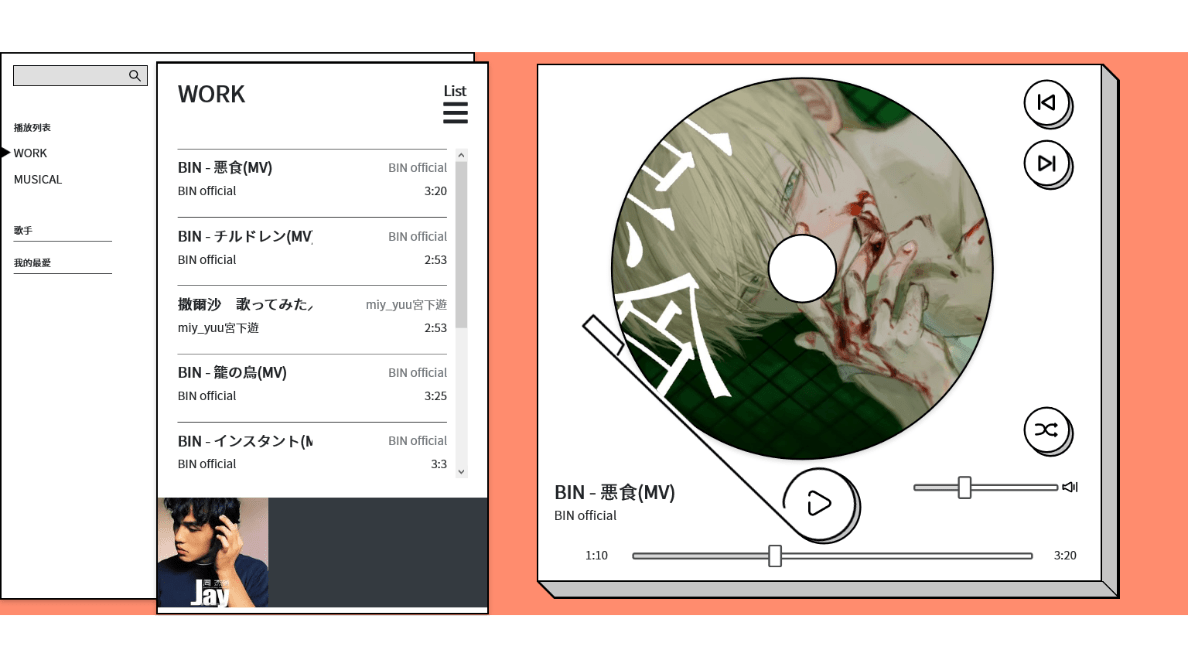 播放列表
WORK
MUSICAL
歌手
我的最愛
WORK
List
BIN - 悪食(MV)
BIN official
BIN official
3:20
BIN - チルドレン(MV)
BIN official
BIN official
2:53
撒爾沙　歌ってみた
miy_yuu宮下遊
miy_yuu宮下遊
2:53
BIN - 籠の鳥(MV)
BIN official
BIN official
3:25
BIN - インスタント(M
BIN official
BIN official
3:3
周杰倫
Jay
BIN - 悪食(MV)
BIN official
1:10
3:20